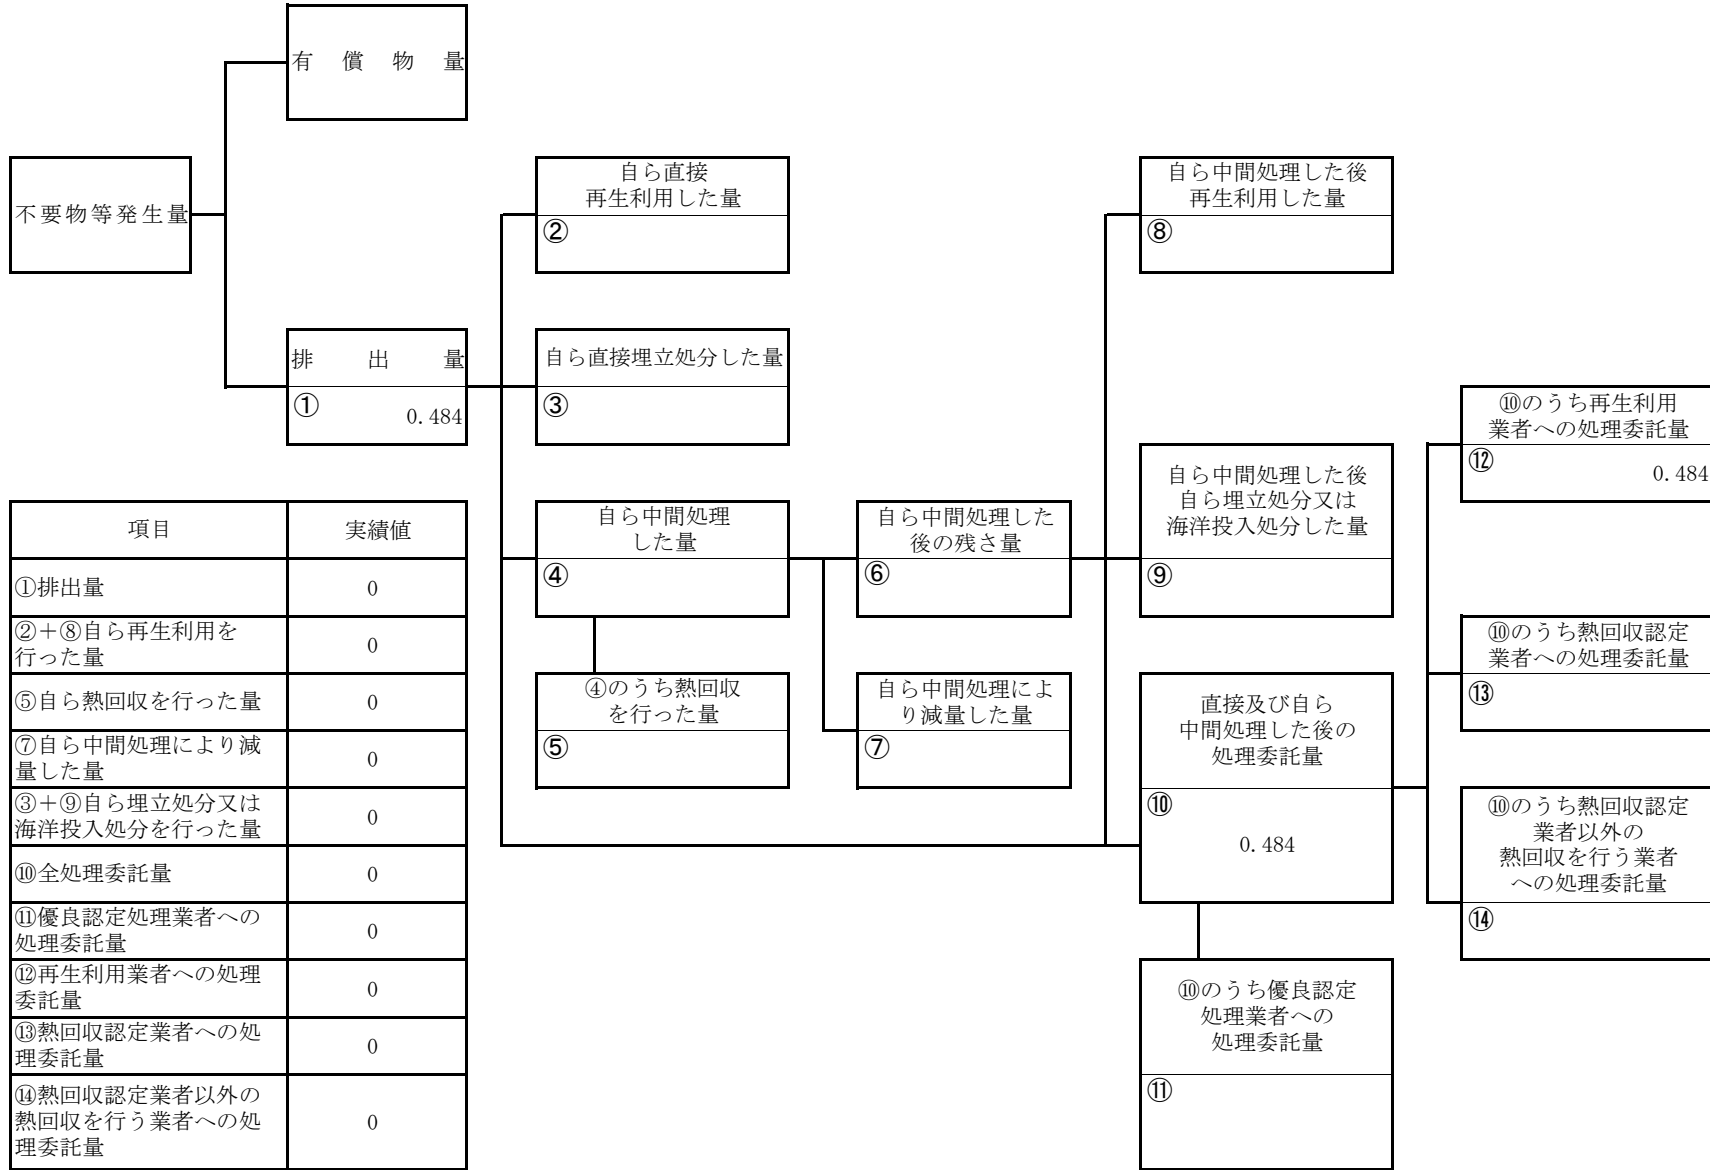 有償物量
不要物等発生量
自ら直接
再生利用した量
②
自ら中間処理した後
再生利用した量
⑧
排出量
①
0.484
自ら直接埋立処分した量
③
⑩のうち再生利用
業者への処理委託量
⑫
0.484
自ら中間処理
した量
④
自ら中間処理した
後の残さ量
⑥
自ら中間処理した後
自ら埋立処分又は
海洋投入処分した量
⑨
④のうち熱回収
を行った量
⑤
自ら中間処理によ
り減量した量
⑦
直接及び自ら
中間処理した後の
処理委託量
⑩
0.484
⑩のうち熱回収認定
業者への処理委託量
⑬
⑩のうち熱回収認定
業者以外の
熱回収を行う業者
への処理委託量
⑭
⑩のうち優良認定
処理業者への
処理委託量
⑪
項目 実績値
①排出量 0
②＋⑧自ら再生利用を
行った量 0
⑤自ら熱回収を行った量 0
⑦自ら中間処理により減
量した量 0
③＋⑨自ら埋立処分又は
海洋投入処分を行った量 0
⑩全処理委託量 0
⑪優良認定処理業者への
処理委託量 0
⑫再生利用業者への処理
委託量 0
⑬熱回収認定業者への処
理委託量 0
⑭熱回収認定業者以外の
熱回収を行う業者への処
理委託量 0